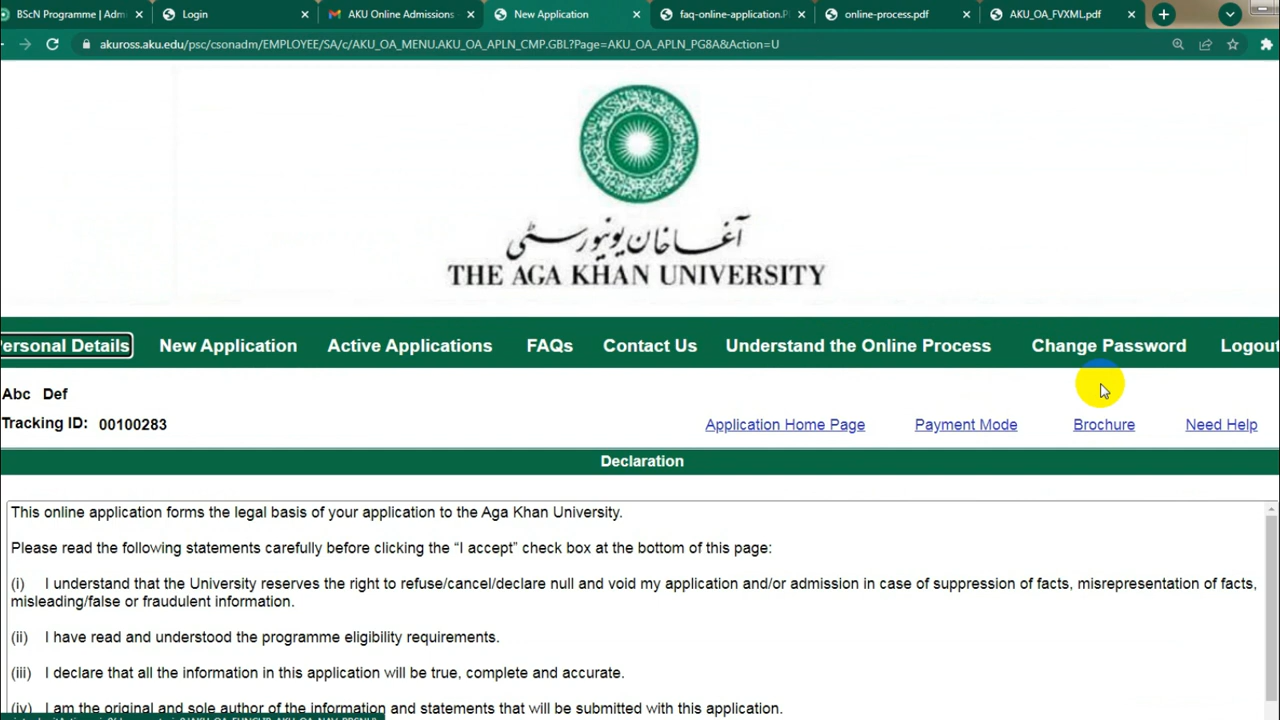 BScN Programme | Admi
Login
AKU Online Admissions
New Application
faq-online-application.P
online-process.pdf
AKU_OA_FVXML.pdf
akuross.aku.edu/psc/csonadm/EMPLOYEE/SA/c/AKU_OA_MENU.AKU_OA_APLN_CMP.GBL?Page=AKU_OA_APLN_PG8A&Action=U
آغا خان یونیورسٹی
THE AGA KHAN UNIVERSITY
ersonal Details New Application Active Applications FAQs Contact Us Understand the Online Process Change Password Logout
Abc Def
Tracking ID: 00100283
Application Home Page Payment Mode Brochure Need Help
Declaration
This online application forms the legal basis of your application to the Aga Khan University.
Please read the following statements carefully before clicking the “I accept” check box at the bottom of this page:
(i) I understand that the University reserves the right to refuse/cancel/declare null and void my application and/or admission in case of suppression of facts, misrepresentation of facts,
misleading/false or fraudulent information.
(ii) I have read and understood the programme eligibility requirements.
(iii) I declare that all the information in this application will be true, complete and accurate.
(iv) I am the original and sole author of the information and statements that will be submitted with this application.